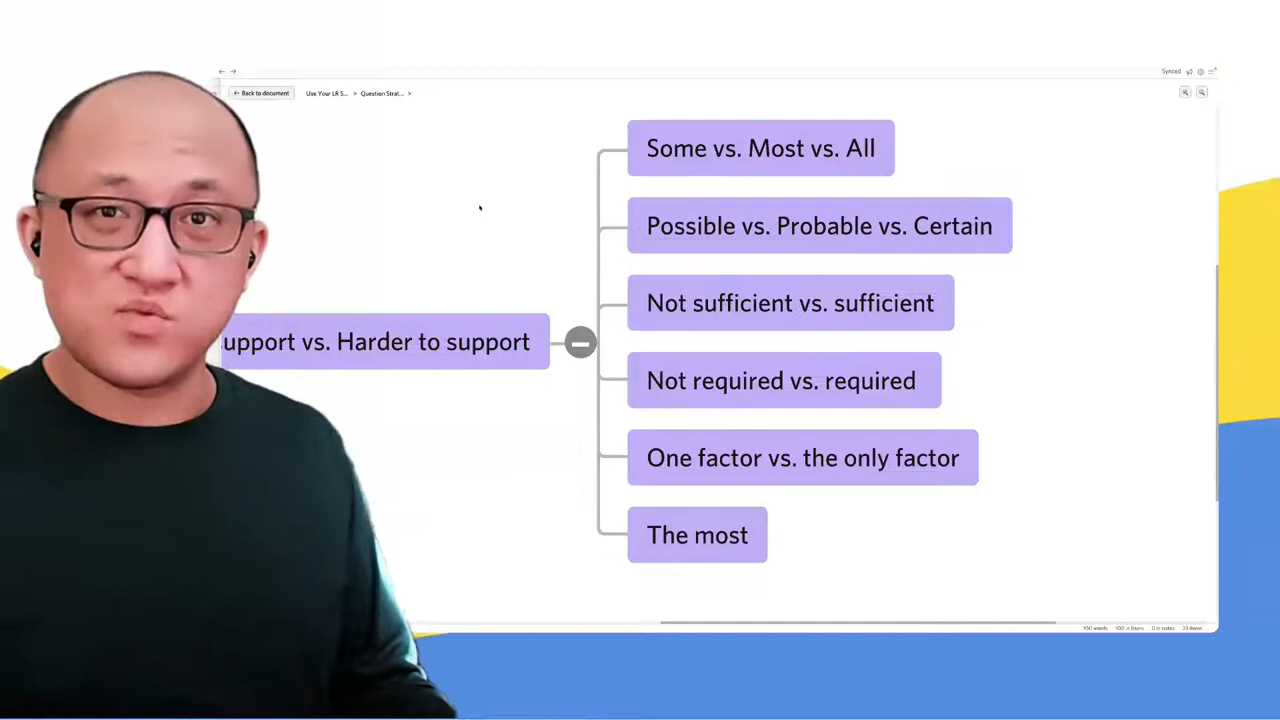 Synced
Back to document
Use Your LR S... > Question Strat... >
Some vs. Most vs. All
Possible vs. Probable vs. Certain
Not sufficient vs. sufficient
upport vs. Harder to support
Not required vs. required
One factor vs. the only factor
The most